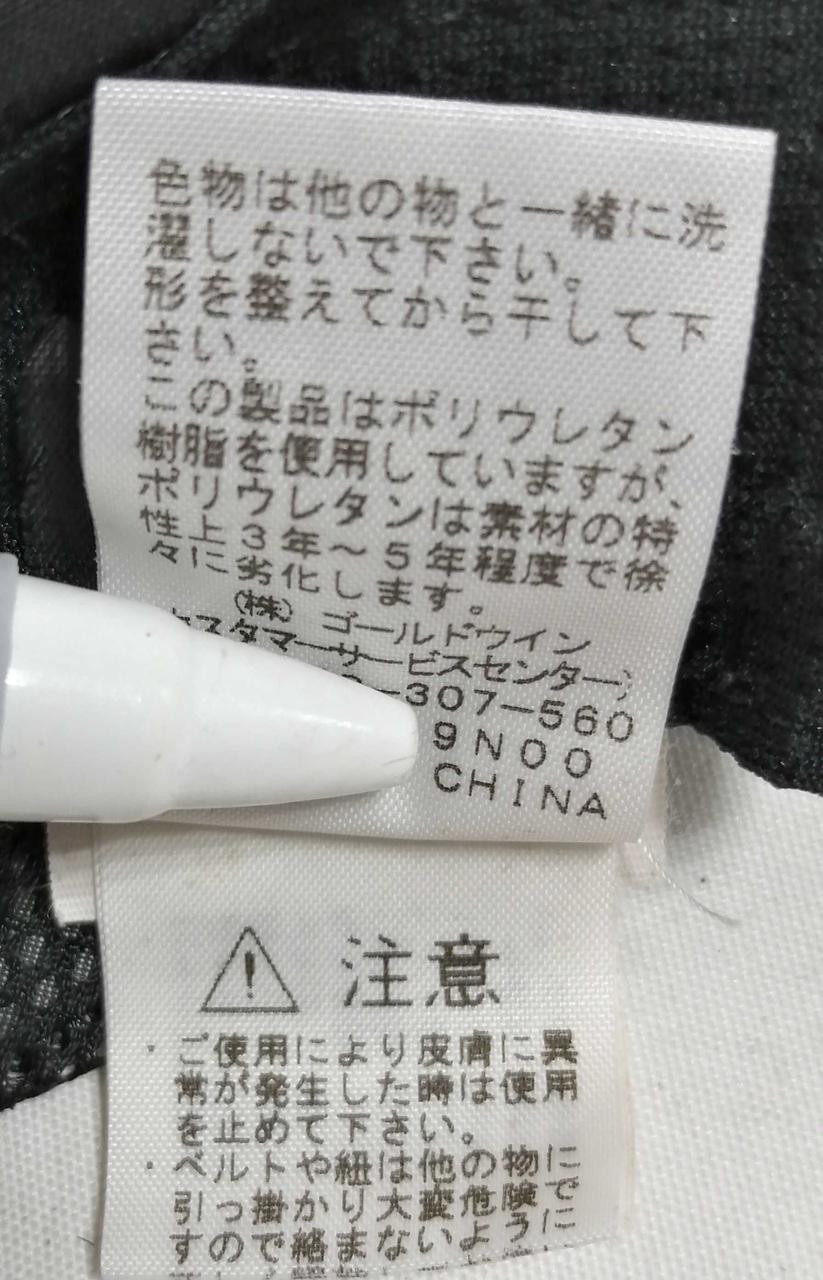 色物は他の物と一緒に洗
濯しないで下さい。
形を整えてから干して下
さい。
この製品はポリウレタン
樹脂を使用していますが、
ポリウレタンは素材の特
性上3年～5年程度で徐
々に劣化します。
(株) ゴールドウイン
スタマーサービスセンター)
-307-560
9N00
CHINA
注意
・ご使用により皮膚に異
常が発生した時は使用
を止めて下さい。
・ベルトや紐は他の物に
引っ掛かり大変危険で
すので絡まないように